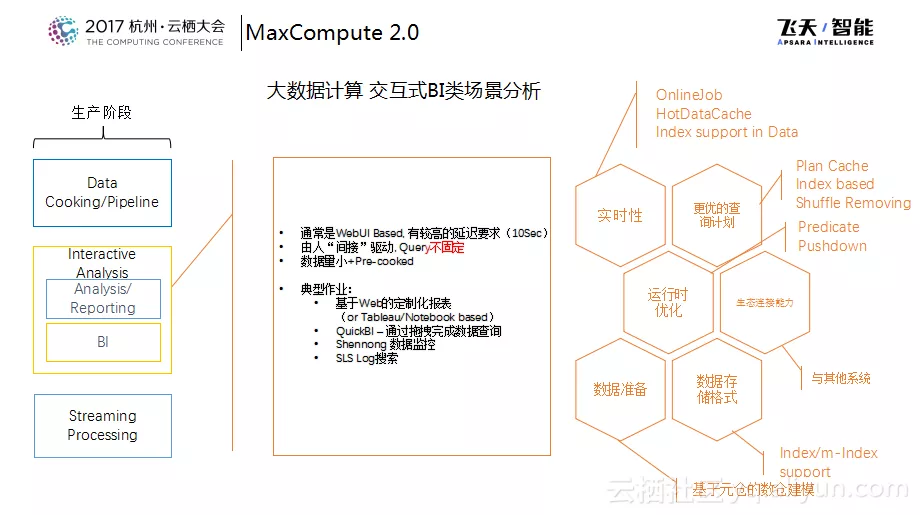 2017 杭州·云栖大会
THE COMPUTING CONFERENCE
MaxCompute 2.0
飞天/智能
APSARA INTELLIGENCE
大数据计算 交互式BI类场景分析
生产阶段
Data
Cooking/Pipeline
Interactive
Analysis
Analysis/
Reporting
BI
Streaming
Processing
• 通常是WebUI Based, 有较高的延迟要求（10Sec）
• 由人“间接”驱动, Query不固定
• 数据量小+Pre-cooked
• 典型作业：
• 基于Web的定制化报表
（or Tableau/Notebook based）
• QuickBI – 通过拖拽完成数据查询
• Shennong 数据监控
• SLS Log搜索
OnlineJob
HotDataCache
Index support in Data
实时性
更优的查
询计划
Plan Cache
Index based
Shuffle Removing
Predicate
Pushdown
运行时
优化
生态连接能力
与其他系统
数据准备
数据存
储格式
Index/m-Index
support
基于元仓的数仓建模